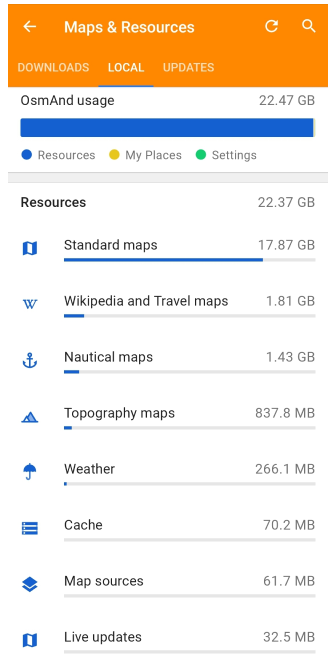 Maps & Resources
DOWNLOADS LOCAL UPDATES
OsmAnd usage 22.47 GB
Resources My Places Settings
Resources 22.37 GB
Standard maps 17.87 GB
W Wikipedia and Travel maps 1.81 GB
Nautical maps 1.43 GB
Topography maps 837.8 MB
Weather 266.1 MB
Cache 70.2 MB
Map sources 61.7 MB
Live updates 32.5 MB